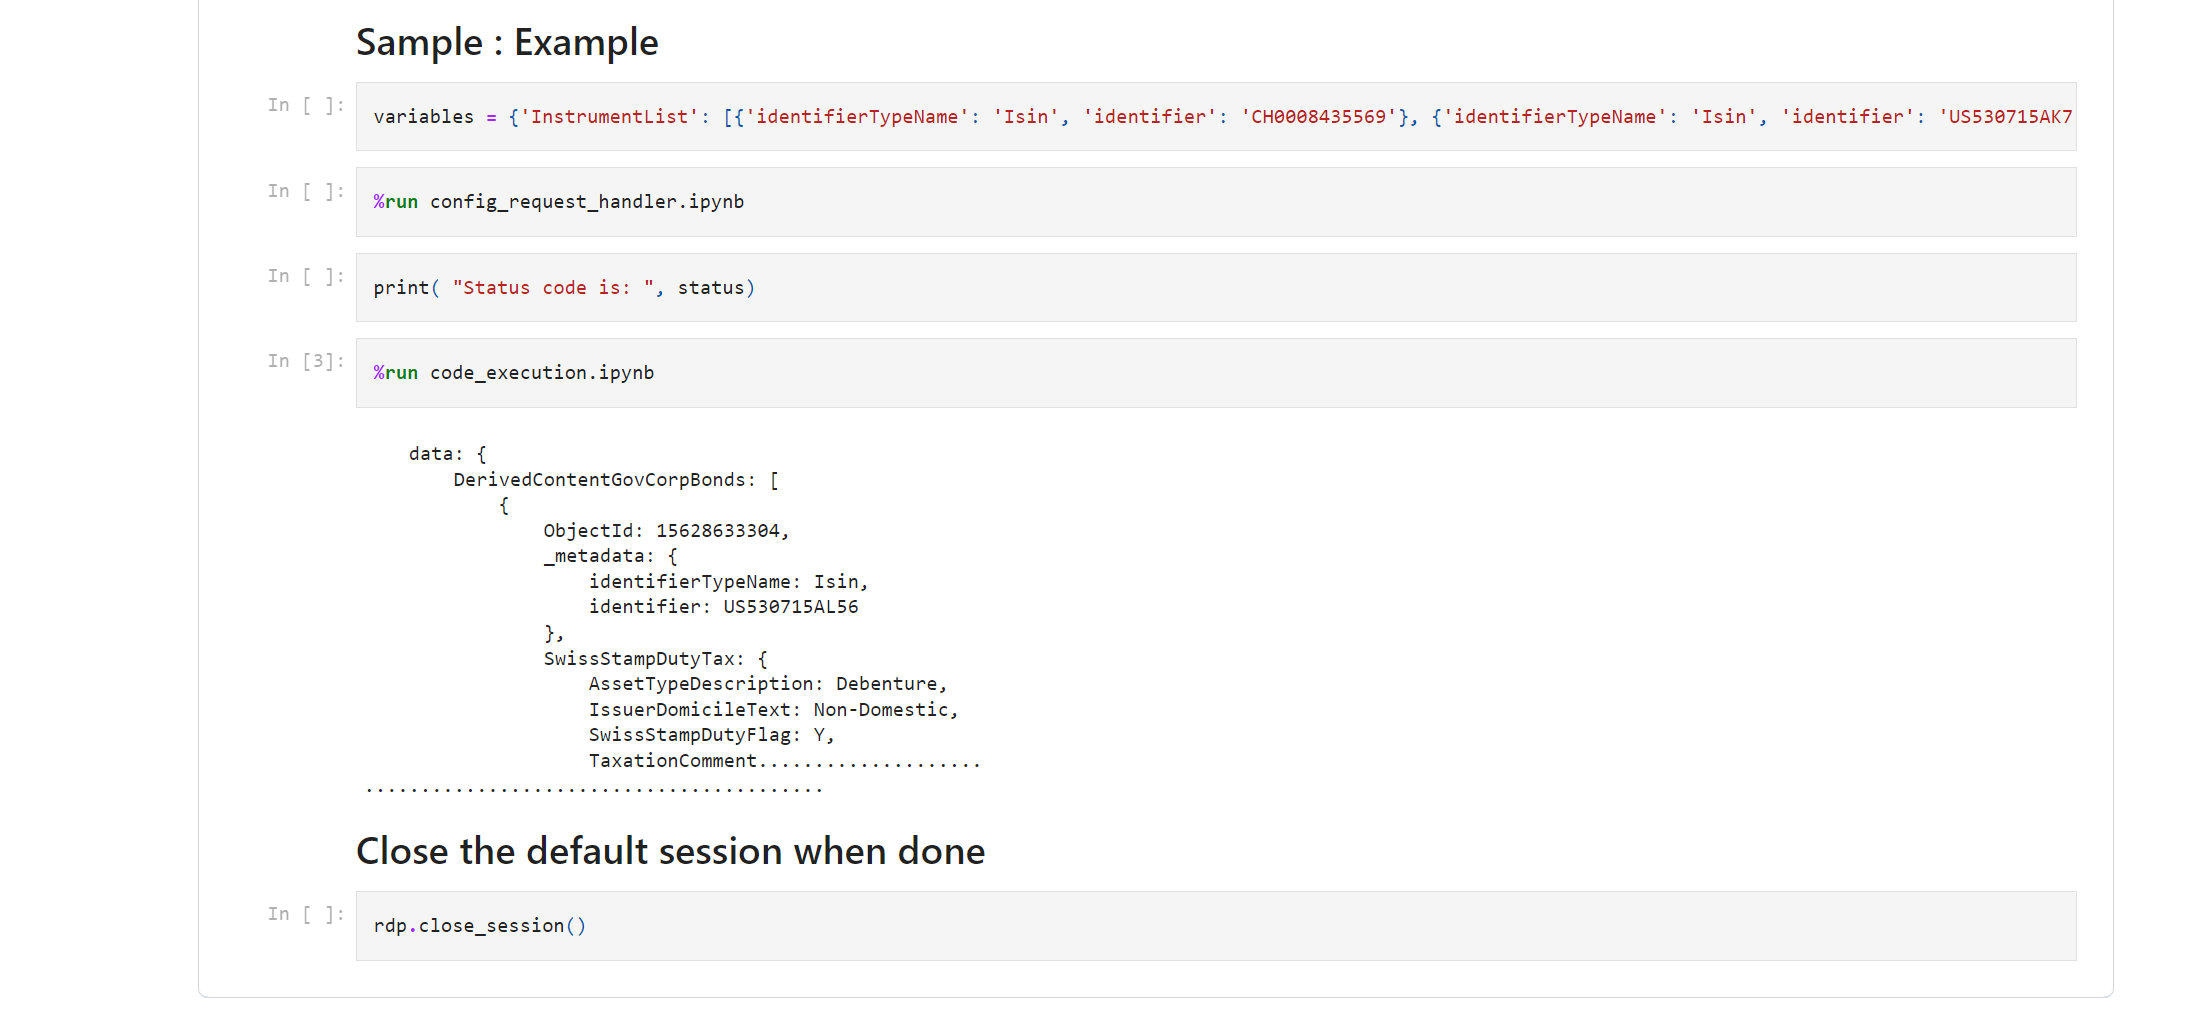 Sample : Example
In [ ]:
variables = {'InstrumentList': [{'identifierTypeName': 'Isin', 'identifier': 'CH0008435569'}, {'identifierTypeName': 'Isin', 'identifier': 'US530715AK7
In [ ]:
%run config_request_handler.ipynb
In [ ]:
print( "Status code is: ", status)
In [3]:
%run code_execution.ipynb
data: {
DerivedContentGovCorpBonds: [
{
ObjectId: 15628633304,
_metadata: {
identifierTypeName: Isin,
identifier: US530715AL56
},
SwissStampDutyTax: {
AssetTypeDescription: Debenture,
IssuerDomicileText: Non-Domestic,
SwissStampDutyFlag: Y,
TaxationComment....................
.........................................
Close the default session when done
In [ ]:
rdp.close_session()